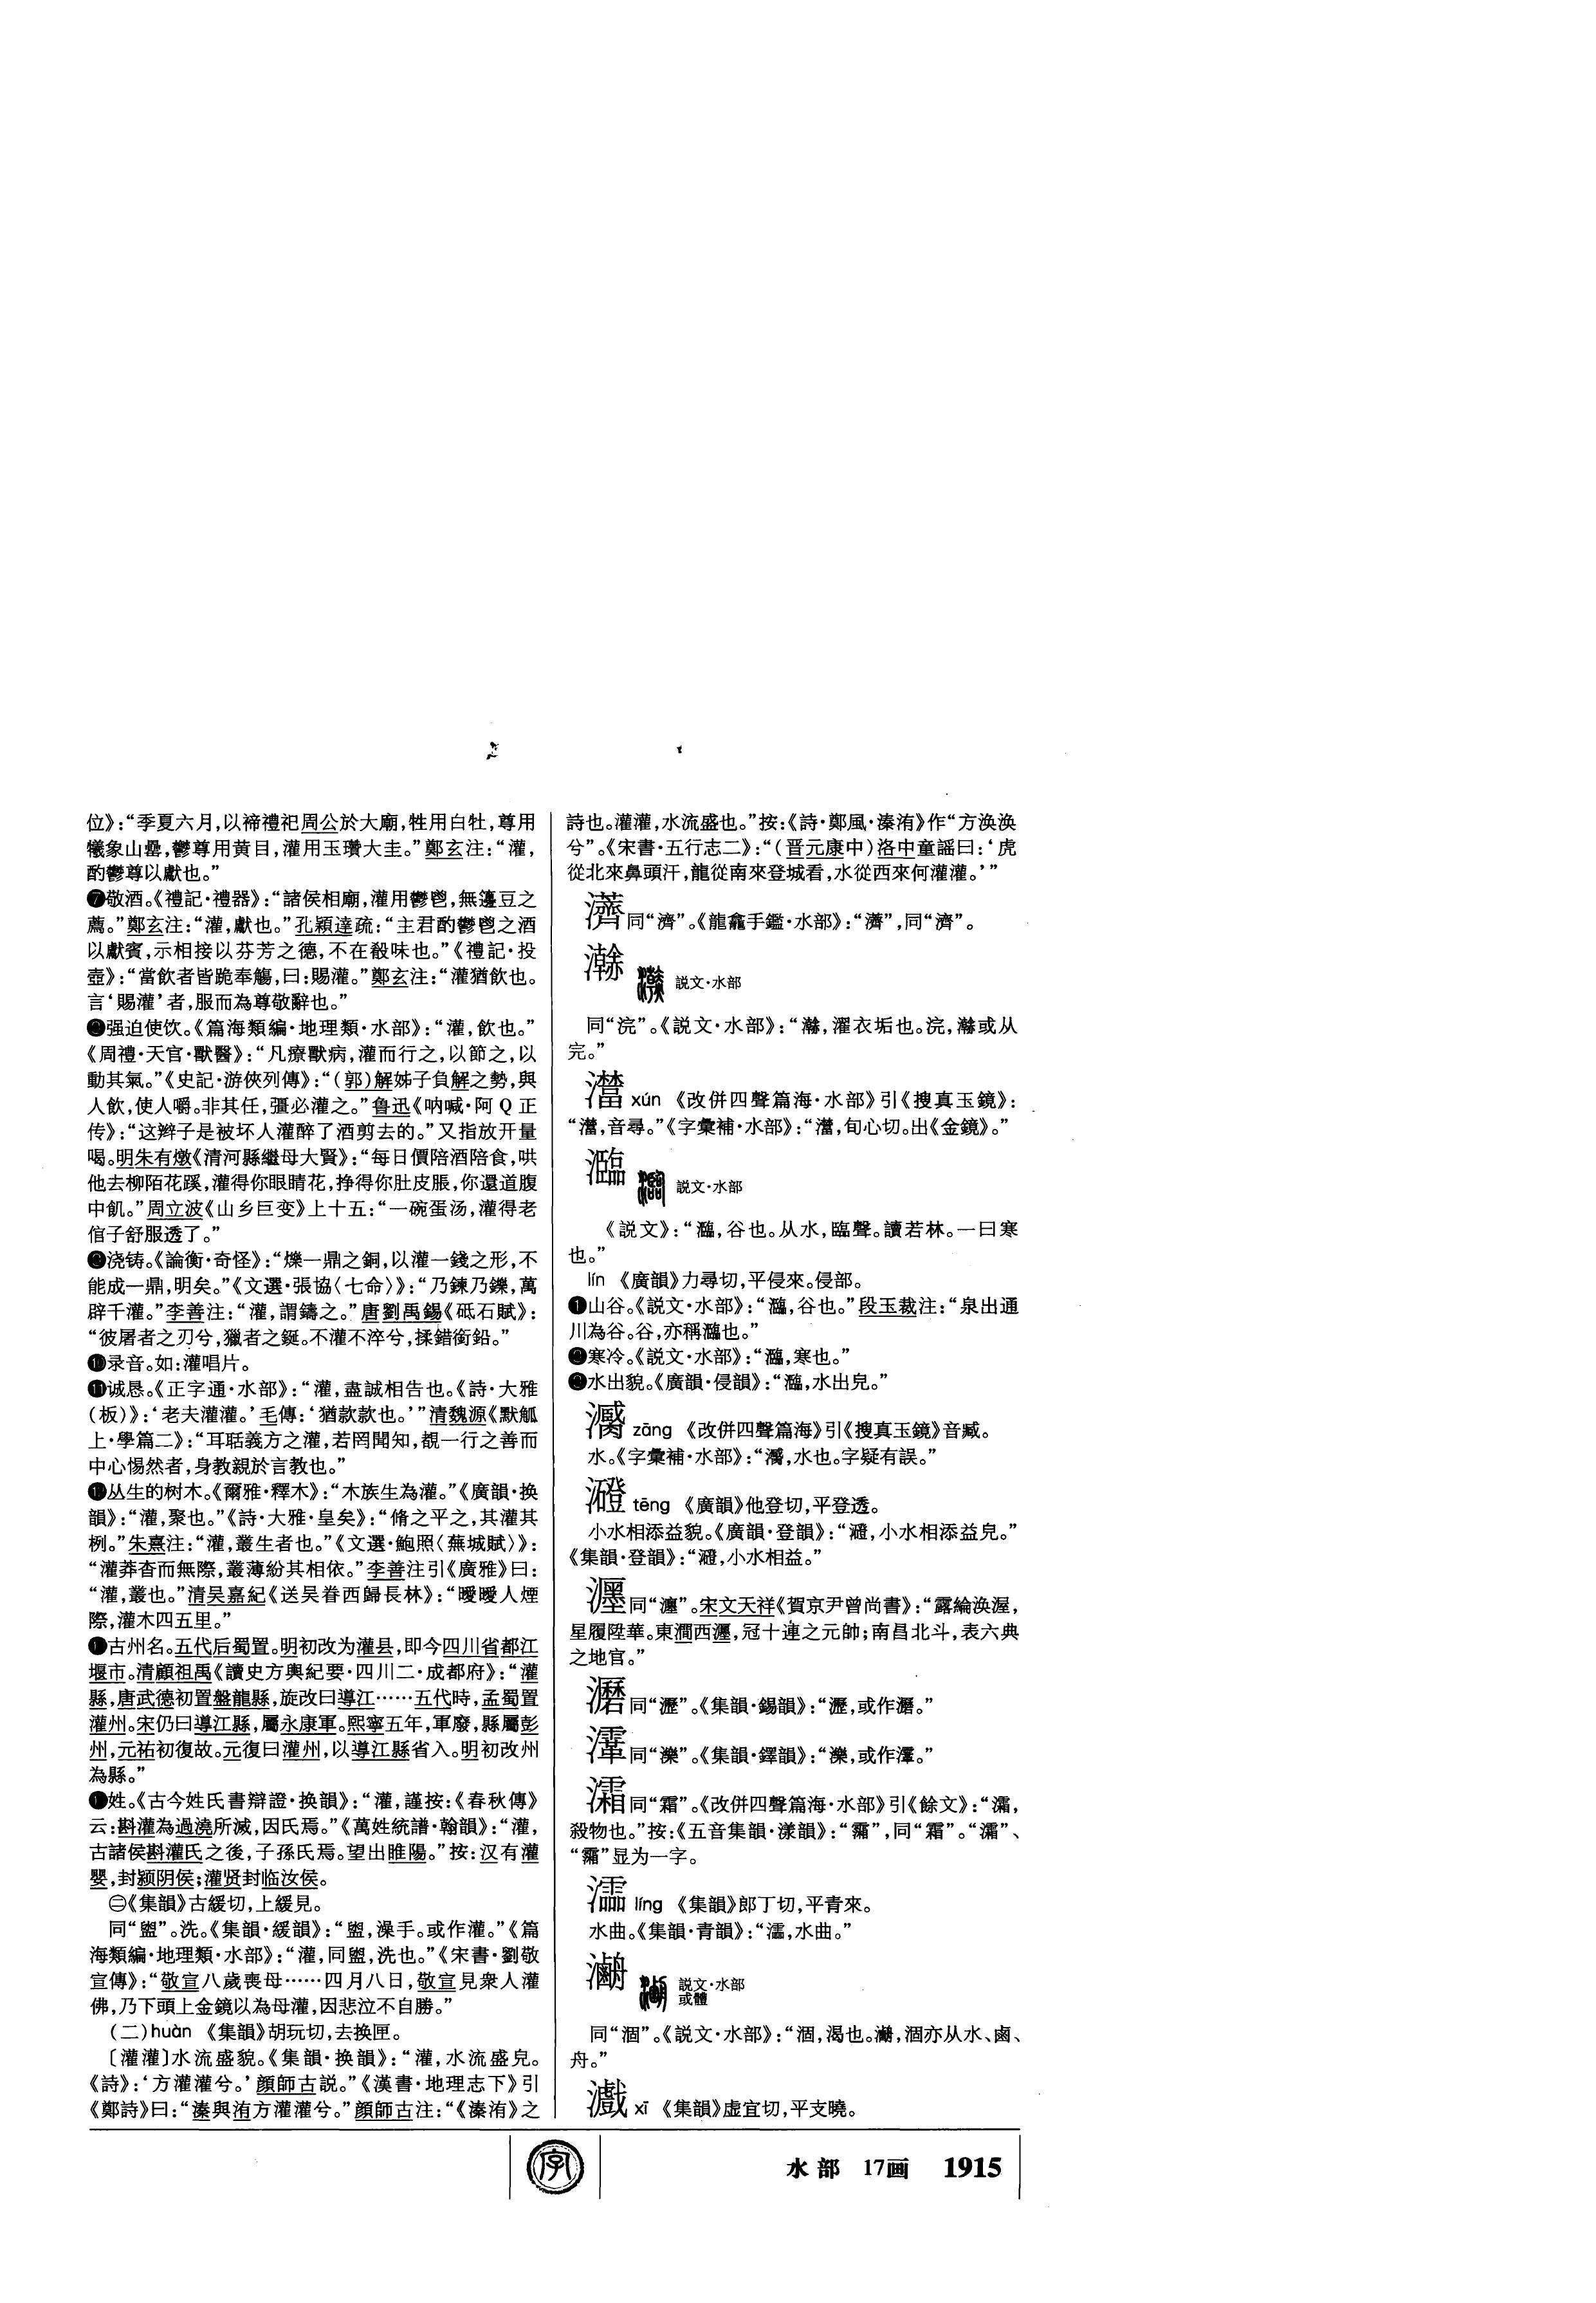 位》：“季夏六月，以禘禮祀周公於大廟，牲用白牡，尊用
犧象山罍，鬱尊用黄目，灌用玉瓚大圭。”鄭玄注：“灌，
酌鬱尊以獻也。”
❼敬酒。《禮記·禮器》：“諸侯相廟，灌用鬱鬯，無籩豆之
薦。”鄭玄注：“灌，獻也。”孔穎達疏：“主君酌鬱鬯之酒
以獻賓，示相接以芬芳之德，不在殽味也。”《禮記·投
壺》：“當飲者皆跪奉觴，曰：賜灌。”鄭玄注：“灌猶飲也。
言‘賜灌’者，服而為尊敬辭也。”
❽强迫使饮。《篇海類編·地理類·水部》：“灌，飲也。”
《周禮·天官·獸醫》：“凡療獸病，灌而行之，以節之，以
動其氣。”《史記·游俠列傳》：“（郭）解姊子負解之勢，與
人飲，使人嚼。非其任，彊必灌之。”鲁迅《呐喊·阿Q正
传》：“这辫子是被坏人灌醉了酒剪去的。”又指放开量
喝。明朱有燉《清河縣繼母大賢》：“每日價陪酒陪食，哄
他去柳陌花蹊，灌得你眼睛花，挣得你肚皮脹，你還道腹
中飢。”周立波《山乡巨变》上十五：“一碗蛋汤，灌得老
倌子舒服透了。”
❾浇铸。《論衡·奇怪》：“爍一鼎之銅，以灌一錢之形，不
能成一鼎，明矣。”《文選·張協〈七命〉》：“乃鍊乃鑠，萬
辟千灌。”李善注：“灌，謂鑄之。”唐劉禹錫《砥石賦》：
“彼屠者之刃兮，獵者之鋋。不灌不淬兮，揉錯銜鉛。”
❿录音。如：灌唱片。
⓫诚恳。《正字通·水部》：“灌，盡誠相告也。《詩·大雅
（板）》：‘老夫灌灌。’毛傳：‘猶款款也。’”清魏源《默觚
上·學篇二》：“耳聒義方之灌，若罔聞知，覩一行之善而
中心惕然者，身教親於言教也。”
⓬丛生的树木。《爾雅·釋木》：“木族生為灌。”《廣韻·换
韻》：“灌，聚也。”《詩·大雅·皇矣》：“脩之平之，其灌其
栵。”朱熹注：“灌，叢生者也。”《文選·鮑照〈蕪城賦〉》：
“灌莽杳而無際，叢薄紛其相依。”李善注引《廣雅》曰：
“灌，叢也。”清吴嘉紀《送吴眷西歸長林》：“曖曖人煙
際，灌木四五里。”
⓭古州名。五代后蜀置。明初改为灌县，即今四川省都江
堰市。清顧祖禹《讀史方輿紀要·四川二·成都府》：“灌
縣，唐武德初置盤龍縣，旋改曰導江……五代時，孟蜀置
灌州。宋仍曰導江縣，屬永康軍。熙寧五年，軍廢，縣屬彭
州，元祐初復故。元復曰灌州，以導江縣省入。明初改州
為縣。”
⓮姓。《古今姓氏書辯證·换韻》：“灌，謹按：《春秋傳》
云：斟灌為過澆所滅，因氏焉。”《萬姓統譜·翰韻》：“灌，
古諸侯斟灌氏之後，子孫氏焉。望出睢陽。”按：汉有灌
婴，封颍阴侯；灌贤封临汝侯。
㊁《集韻》古緩切，上緩見。
同“盥”。洗。《集韻·緩韻》：“盥，澡手。或作灌。”《篇
海類編·地理類·水部》：“灌，同盥，洗也。”《宋書·劉敬
宣傳》：“敬宣八歲喪母……四月八日，敬宣見衆人灌
佛，乃下頭上金鏡以為母灌，因悲泣不自勝。”
（二）huàn 《集韻》胡玩切，去换匣。
〔灌灌〕水流盛貌。《集韻·换韻》：“灌，水流盛皃。
《詩》：‘方灌灌兮。’顔師古説。”《漢書·地理志下》引
《鄭詩》曰：“溱與洧方灌灌兮。”顔師古注：“《溱洧》之
詩也。灌灌，水流盛也。”按：《詩·鄭風·溱洧》作“方涣涣
兮”。《宋書·五行志二》：“（晋元康中）洛中童謡曰：‘虎
從北來鼻頭汗，龍從南來登城看，水從西來何灌灌。’”
同“濟”。《龍龕手鑑·水部》：“，同“濟”。
説文·水部
同“浣”。《説文·水部》：“，濯衣垢也。浣，或从
完。”
xún 《改併四聲篇海·水部》引《搜真玉鏡》：
“，音尋。”《字彙補·水部》：“，旬心切。出《金鏡》。”
瀶 説文·水部
《説文》：“瀶，谷也。从水，臨聲。讀若林。一曰寒
也。”
lín 《廣韻》力尋切，平侵來。侵部。
❶山谷。《説文·水部》：“瀶，谷也。”段玉裁注：“泉出通
川為谷。谷，亦稱瀶也。”
❷寒冷。《説文·水部》：“瀶，寒也。”
❸水出貌。《廣韻·侵韻》：“瀶，水出皃。”
zāng 《改併四聲篇海》引《搜真玉鏡》音臧。
水。《字彙補·水部》：“，水也。字疑有誤。”
tēng 《廣韻》他登切，平登透。
小水相添益貌。《廣韻·登韻》：“，小水相添益皃。”
《集韻·登韻》：“，小水相益。”
同“瀍”。宋文天祥《賀京尹曾尚書》：“露綸涣渥，
星履陞華。東澗西，冠十連之元帥；南昌北斗，表六典
之地官。”
同“瀝”。《集韻·錫韻》：“瀝，或作。”
同“濼”。《集韻·鐸韻》：“濼，或作。”
同“霜”。《改併四聲篇海·水部》引《餘文》：“，
殺物也。”按：《五音集韻·漾韻》：“，同“霜”。“”、
“”显为一字。
líng 《集韻》郎丁切，平青來。
水曲。《集韻·青韻》：“，水曲。”
説文·水部
或體
同“涸”。《説文·水部》：“涸，渴也。，涸亦从水、鹵、
舟。”
xī 《集韻》虚宜切，平支曉。
字
水部 17画 1915